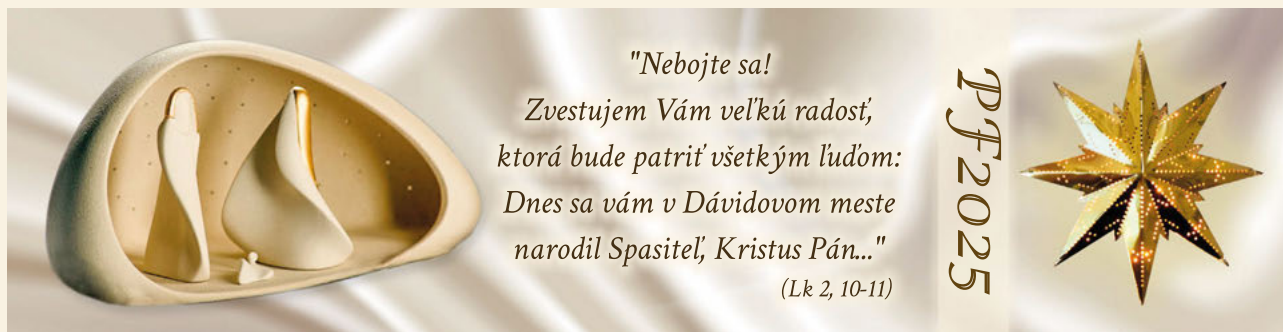 "Nebojte sa!
Zvestujem Vám veľkú radosť,
ktorá bude patriť všetkým ľuďom:
Dnes sa vám v Dávidovom meste
narodil Spasiteľ, Kristus Pán..."
(Lk 2, 10-11)
PF2025